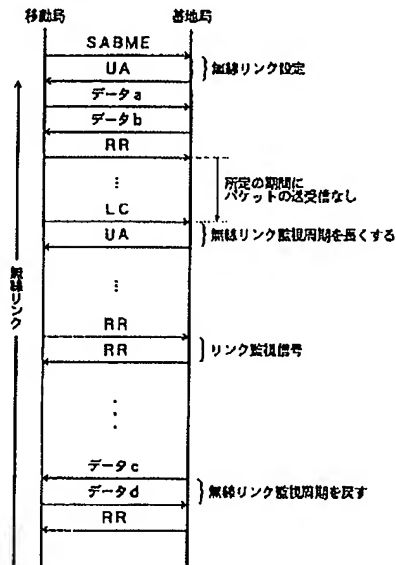 移動局
基地局
SABME
UA
無線リンク設定
データa
データb
RR
所定の期間に
パケットの送受信なし
LC
UA
無線リンク監視周期を長くする
無線リンク
RR
RR
リンク監視信号
データc
データd
無線リンク監視周期を戻す
RR